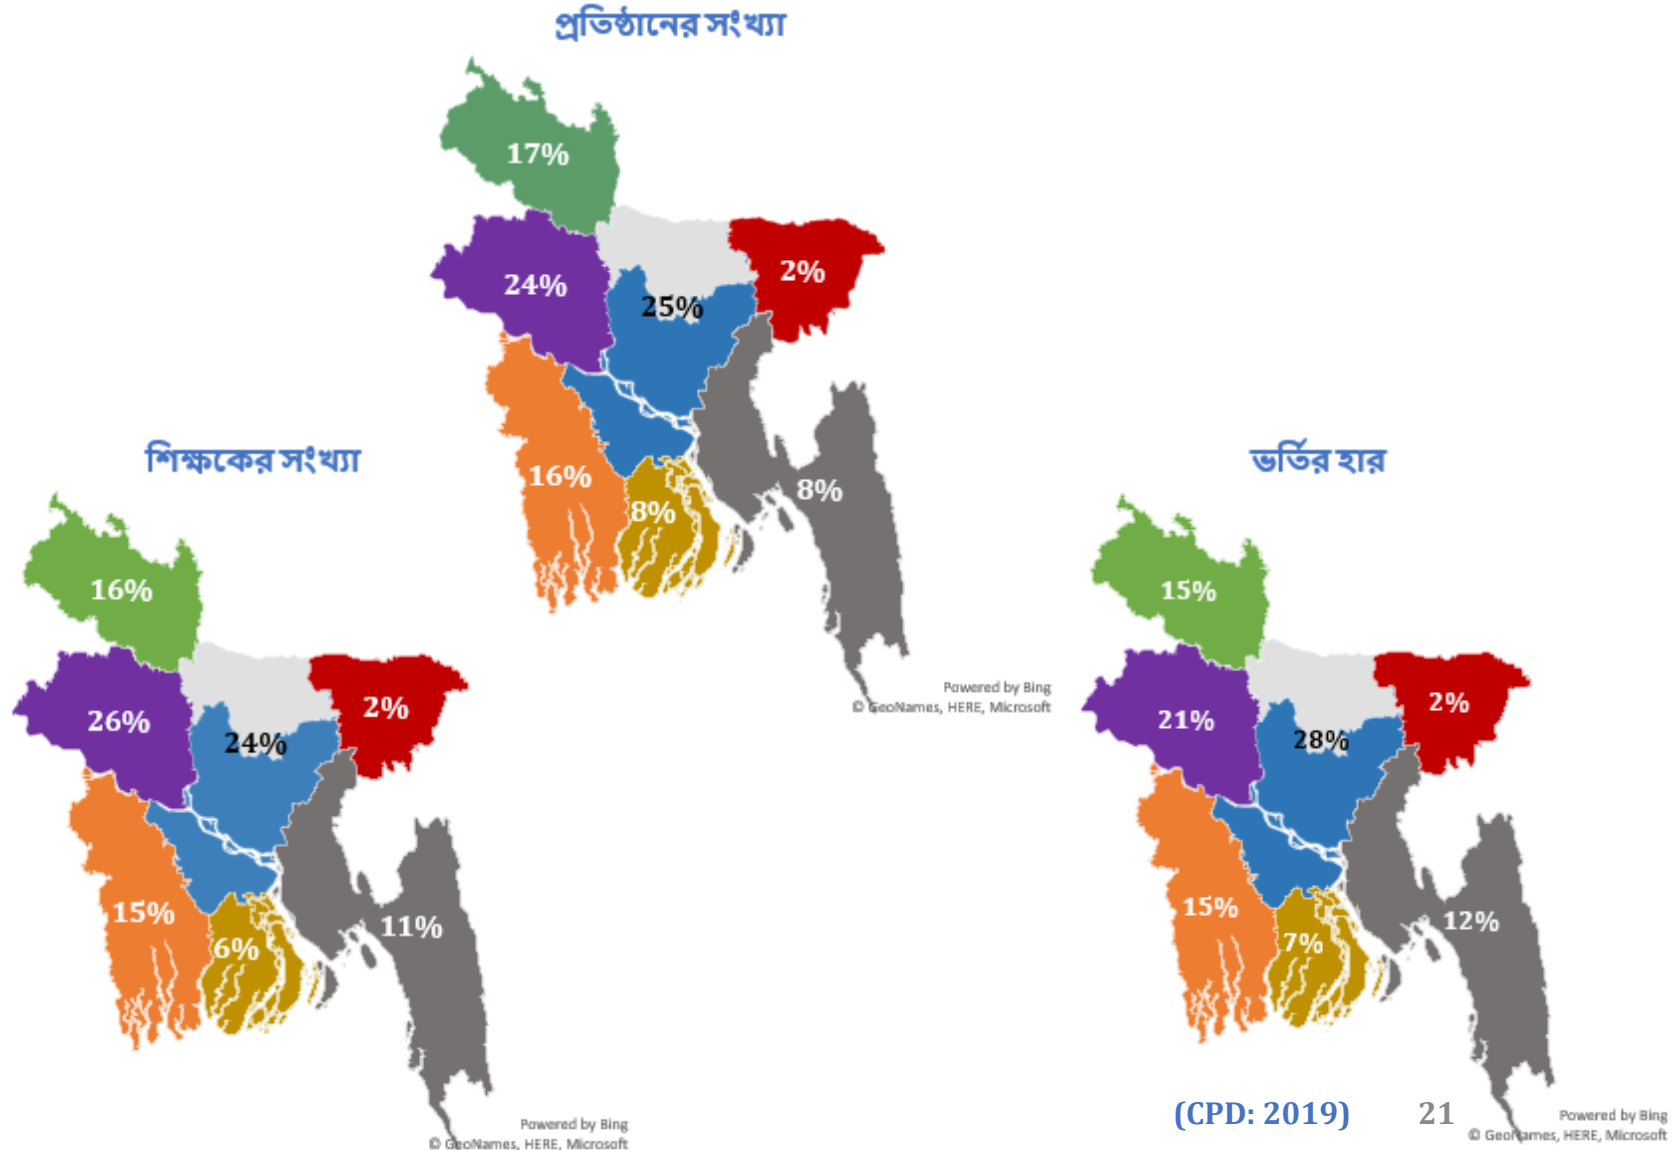 প্রতিষ্ঠানের সংখ্যা
17%
24%
25%
2%
16%
8%
8%
Powered by Bing
© GeoNames, HERE, Microsoft
শিক্ষকের সংখ্যা
16%
26%
24%
2%
15%
6%
11%
Powered by Bing
© GeoNames, HERE, Microsoft
ভর্তির হার
15%
21%
28%
2%
15%
7%
12%
(CPD: 2019)
21
Powered by Bing
© GeoNames, HERE, Microsoft